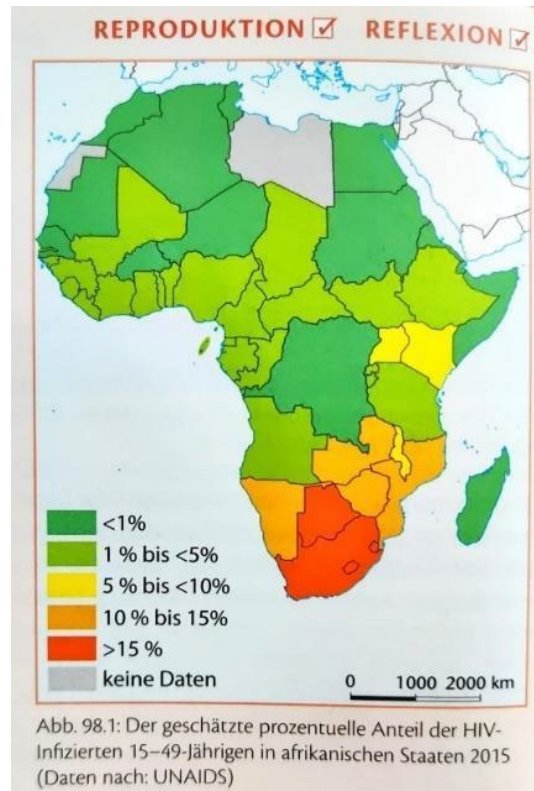 REPRODUKTION ☑ REFLEXION ☑
<1%
1 % bis <5%
5 % bis <10%
10 % bis 15%
>15 %
keine Daten
0 1000 2000 km
Abb. 98.1: Der geschätzte prozentuelle Anteil der HIV-
Infizierten 15–49-Jährigen in afrikanischen Staaten 2015
(Daten nach: UNAIDS)